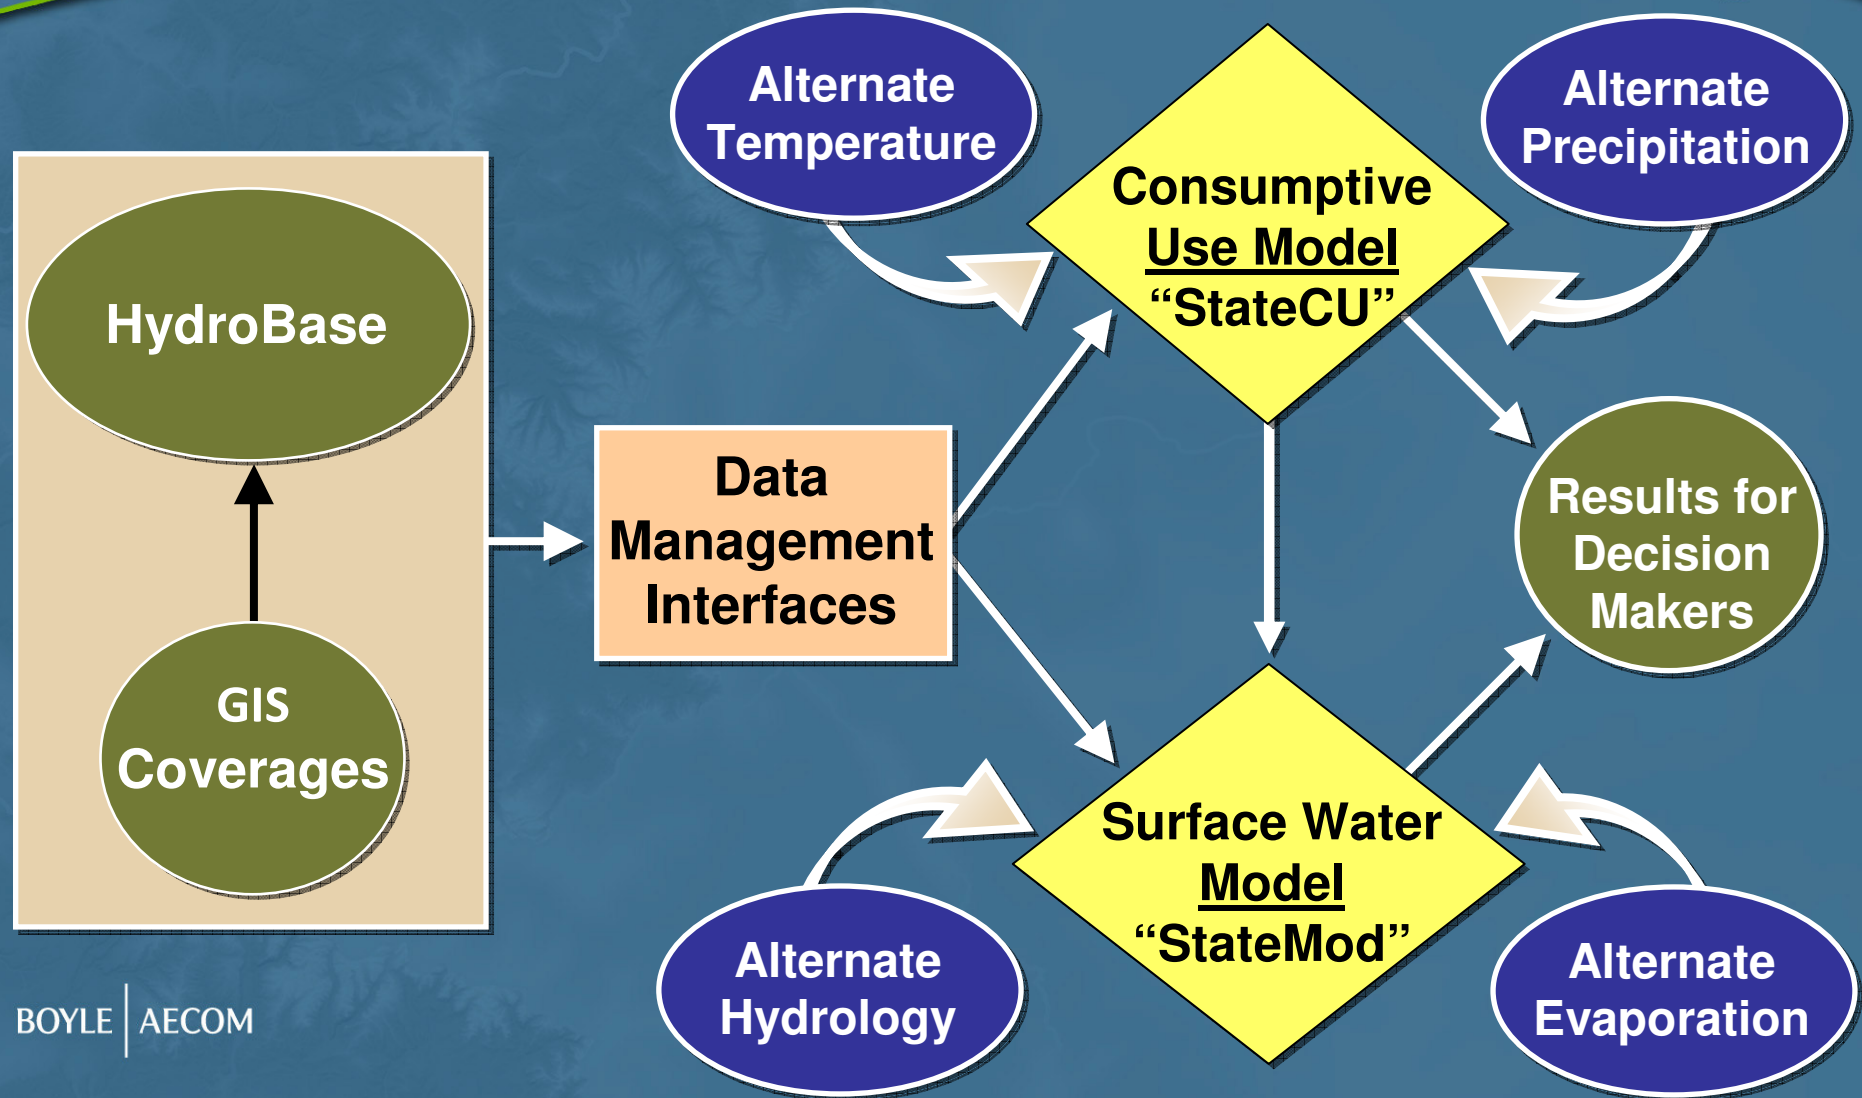 Alternate
Temperature
Consumptive
Use Model
“StateCU”
Alternate
Precipitation
HydroBase
GIS
Coverages
Data
Management
Interfaces
Results for
Decision
Makers
Surface Water
Model
“StateMod”
Alternate
Hydrology
Alternate
Evaporation
BOYLE | AECOM